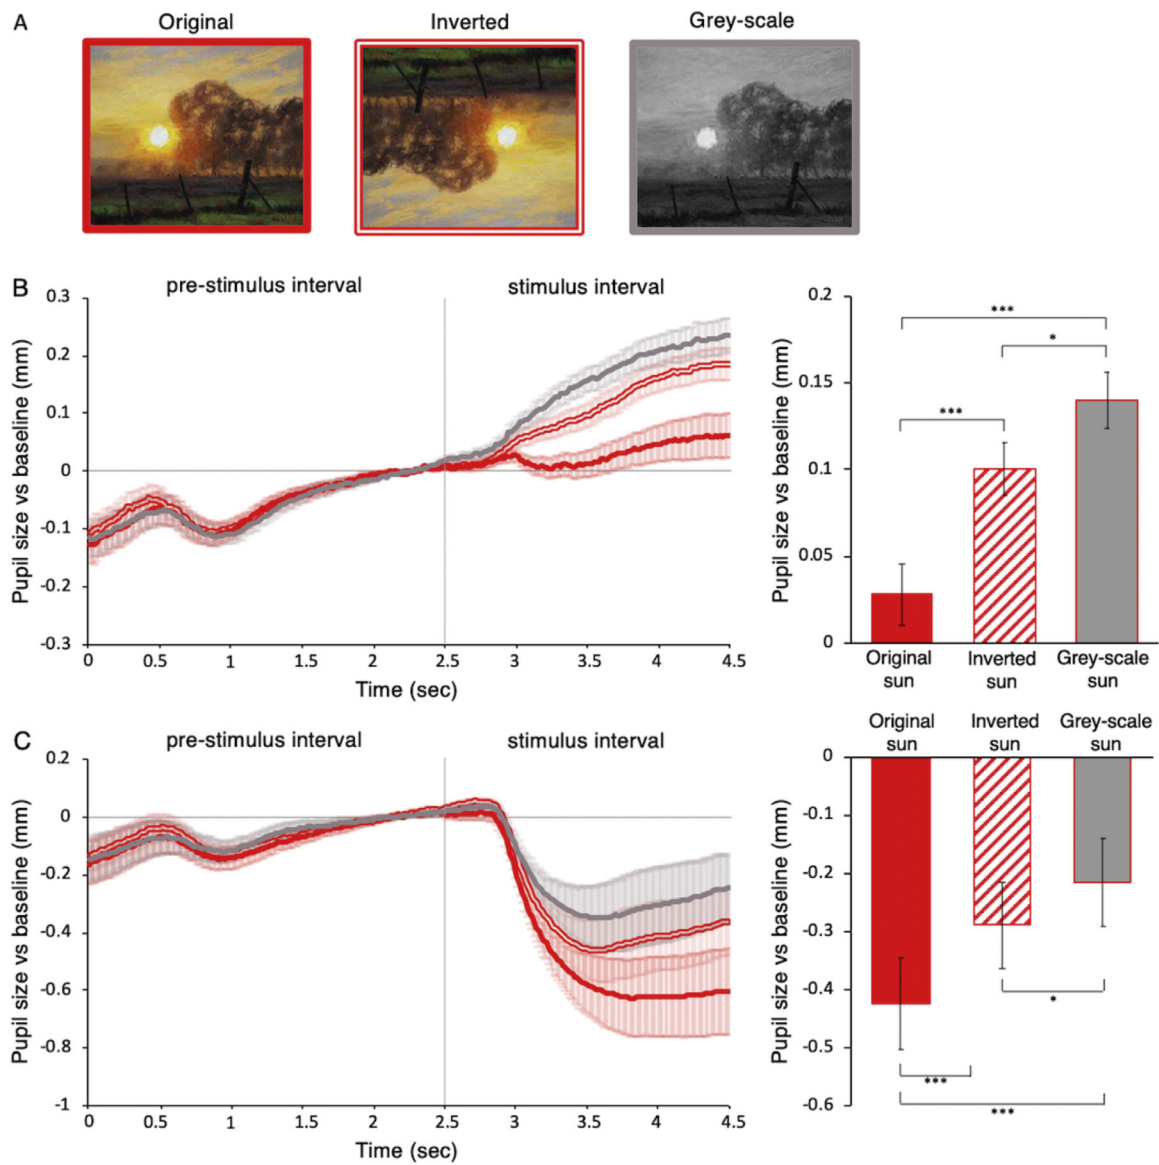 A
Original
Inverted
Grey-scale
B
pre-stimulus interval
stimulus interval
Pupil size vs baseline (mm)
0.3
0.2
0.1
0
-0.1
-0.2
-0.3
0 0.5 1 1.5 2 2.5 3 3.5 4 4.5
Time (sec)
Pupil size vs baseline (mm)
0.2
0.15
0.1
0.05
0
***
*
***
Original sun
Inverted sun
Grey-scale sun
C
pre-stimulus interval
stimulus interval
Pupil size vs baseline (mm)
0.2
0
-0.2
-0.4
-0.6
-0.8
-1
0 0.5 1 1.5 2 2.5 3 3.5 4 4.5
Time (sec)
Original sun
Inverted sun
Grey-scale sun
Pupil size vs baseline (mm)
0
-0.1
-0.2
-0.3
-0.4
-0.5
-0.6
*
***
***